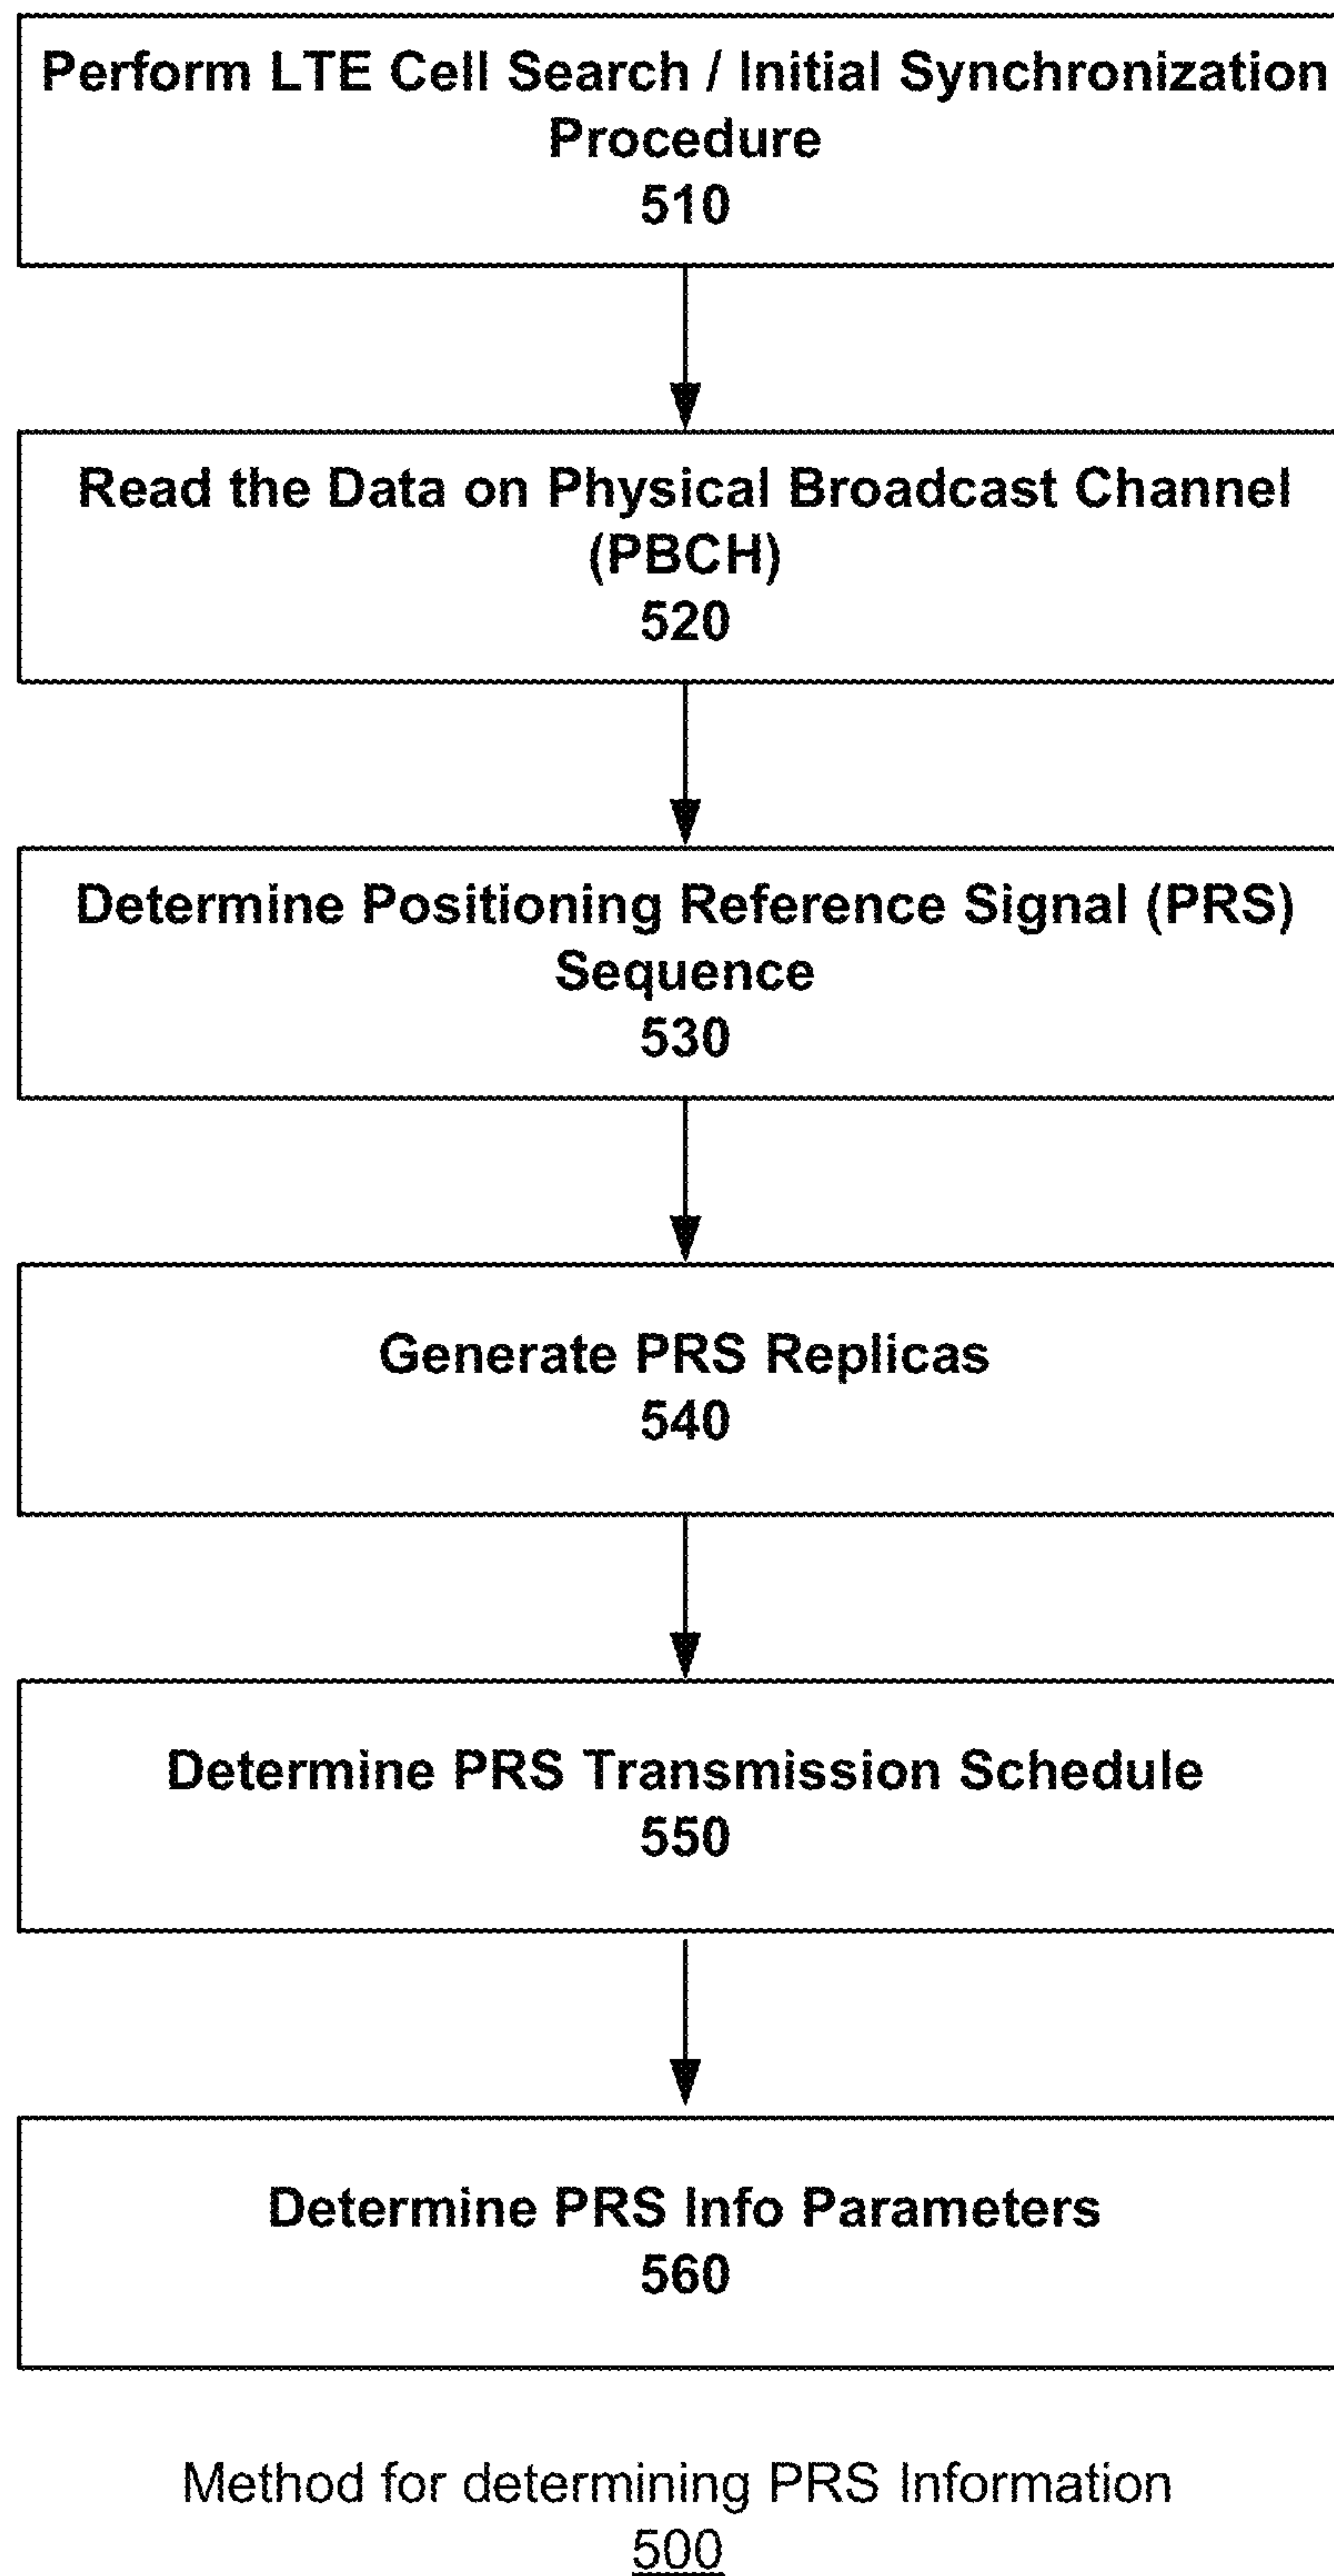 Perform LTE Cell Search / Initial Synchronization
Procedure
510
Read the Data on Physical Broadcast Channel
(PBCH)
520
Determine Positioning Reference Signal (PRS)
Sequence
530
Generate PRS Replicas
540
Determine PRS Transmission Schedule
550
Determine PRS Info Parameters
560
Method for determining PRS Information
500